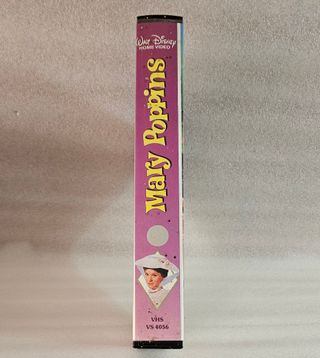 Walt Disney
HOME VIDEO
Mary Poppins
VHS
VS 4056